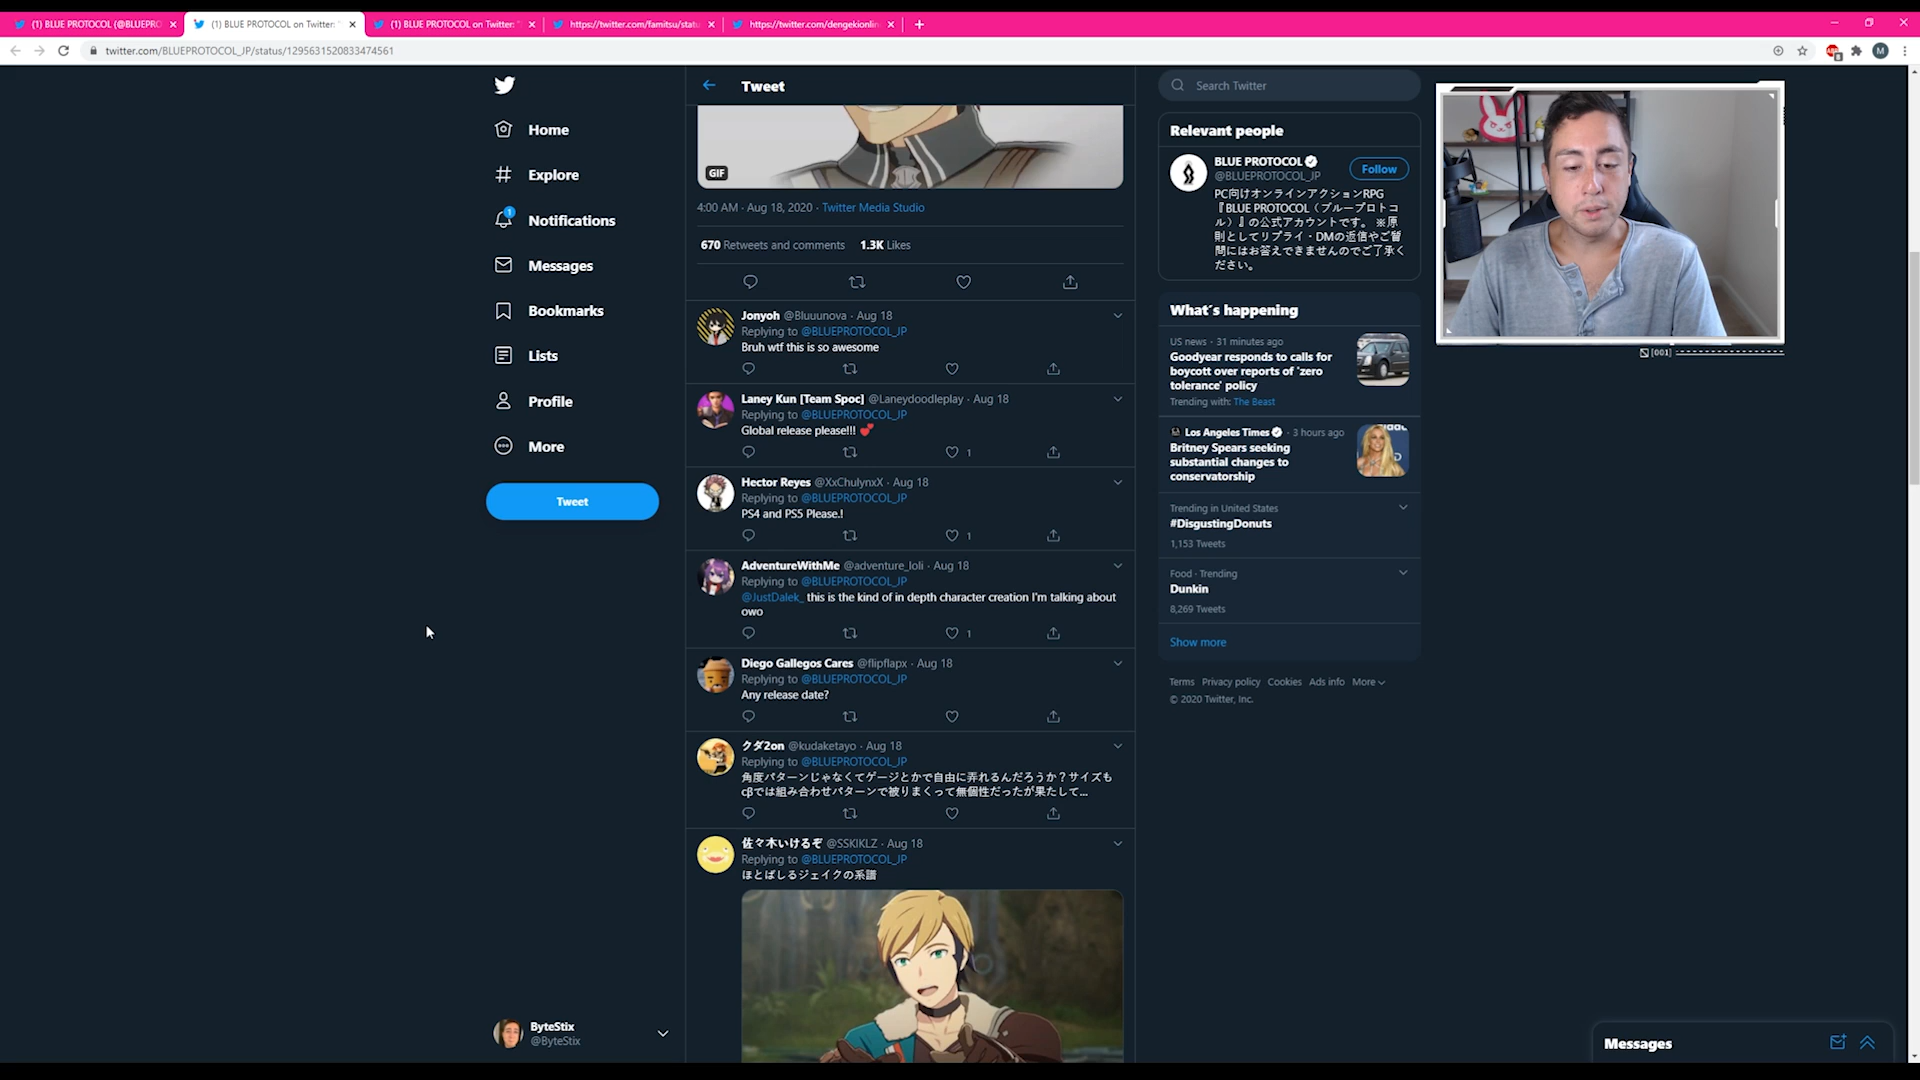 (1) BLUE PROTOCOL (@BLUEPRO
(1) BLUE PROTOCOL on Twitter: "
(1) BLUE PROTOCOL on Twitter: "
https://twitter.com/famitsu/statu
https://twitter.com/dengekionlin
twitter.com/BLUEPROTOCOL_JP/status/1295631520833474561
M
Home
Explore
1
Notifications
Messages
Bookmarks
Lists
Profile
More
Tweet
ByteStix
@ByteStix
Tweet
GIF
4:00 AM · Aug 18, 2020 · Twitter Media Studio
670 Retweets and comments 1.3K Likes
Jonyoh @Bluuunova · Aug 18
Replying to @BLUEPROTOCOL_JP
Bruh wtf this is so awesome
Laney Kun [Team Spoc] @Laneydoodleplay · Aug 18
Replying to @BLUEPROTOCOL_JP
Global release please!!! 💕
1
Hector Reyes @XxChulynxX · Aug 18
Replying to @BLUEPROTOCOL_JP
PS4 and PS5 Please.!
1
AdventureWithMe @adventure_loli · Aug 18
Replying to @BLUEPROTOCOL_JP
@JustDalek_ this is the kind of in depth character creation I'm talking about
owo
1
Diego Gallegos Cares @flipflapx · Aug 18
Replying to @BLUEPROTOCOL_JP
Any release date?
クダ2on @kudaketayo · Aug 18
Replying to @BLUEPROTOCOL_JP
角度パターンじゃなくてゲージとかで自由に弄れるんだろうか？サイズも
cβでは組み合わせパターンで被りまくって無個性だったが果たして...
佐々木いけるぞ @SSKIKLZ · Aug 18
Replying to @BLUEPROTOCOL_JP
ほとばしるジェイクの系譜
Search Twitter
Relevant people
BLUE PROTOCOL
@BLUEPROTOCOL_JP
Follow
PC向けオンラインアクションRPG
『BLUE PROTOCOL（ブループロトコ
ル）』の公式アカウントです。 ※原
則としてリプライ・DMの返信やご質
問にはお答えできませんのでご了承く
ださい。
What's happening
US news · 31 minutes ago
Goodyear responds to calls for
boycott over reports of 'zero
tolerance' policy
Trending with: The Beast
Los Angeles Times · 3 hours ago
Britney Spears seeking
substantial changes to
conservatorship
Trending in United States
#DisgustingDonuts
1,153 Tweets
Food · Trending
Dunkin
8,269 Tweets
Show more
Terms Privacy policy Cookies Ads info More
© 2020 Twitter, Inc.
[001]
Messages